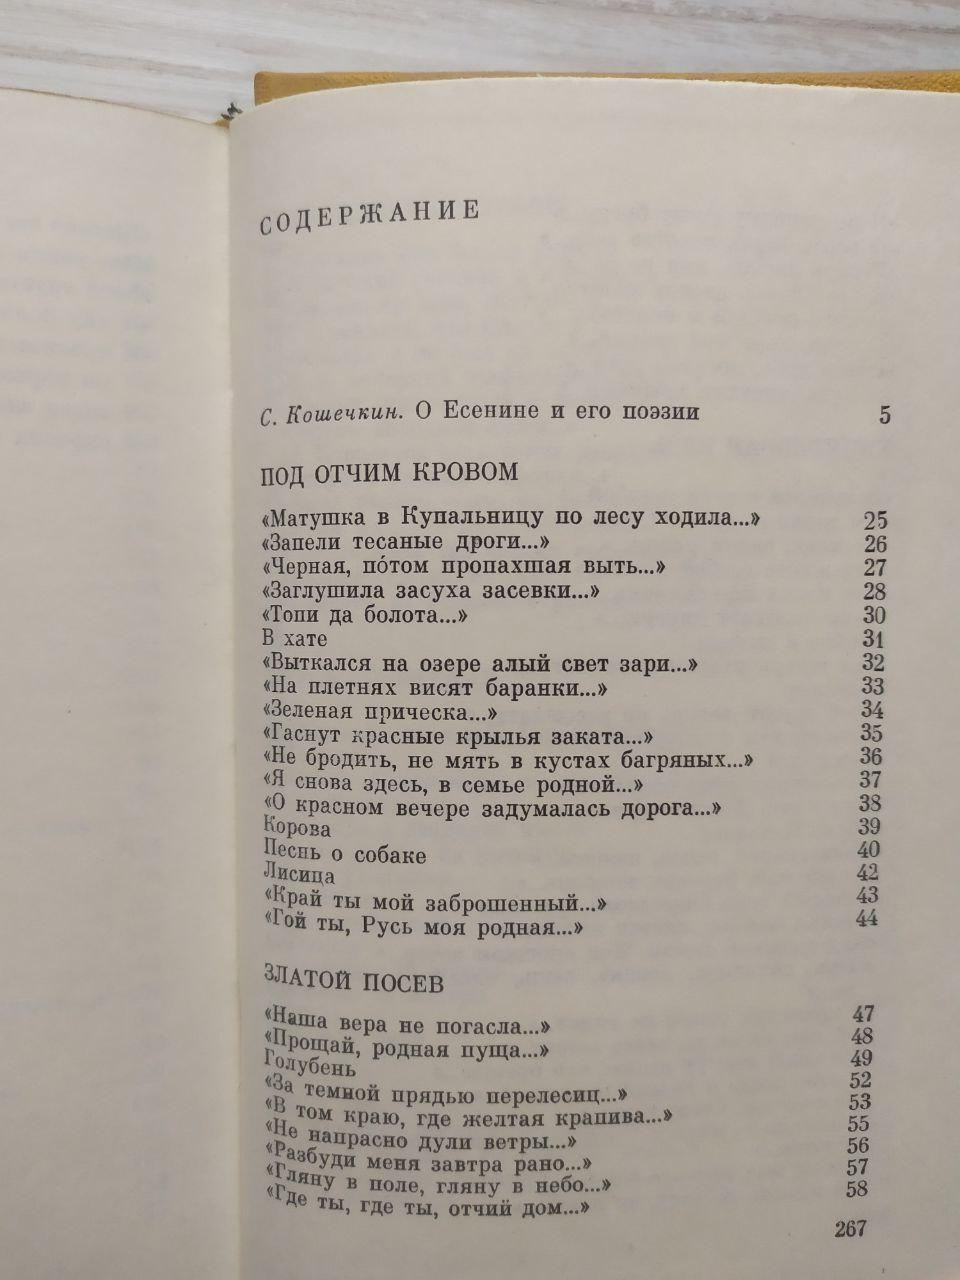 СОДЕРЖАНИЕ
С. Кошечкин. О Есенине и его поэзии 5
ПОД ОТЧИМ КРОВОМ
«Матушка в Купальницу по лесу ходила...» 25
«Запели тесаные дроги...» 26
«Черная, по́том пропахшая выть...» 27
«Заглушила засуха засевки...» 28
«Топи да болота...» 30
В хате 31
«Выткался на озере алый свет зари...» 32
«На плетнях висят баранки...» 33
«Зеленая прическа...» 34
«Гаснут красные крылья заката...» 35
«Не бродить, не мять в кустах багряных...» 36
«Я снова здесь, в семье родной...» 37
«О красном вечере задумалась дорога...» 38
Корова 39
Песнь о собаке 40
Лисица 42
«Край ты мой заброшенный...» 43
«Гой ты, Русь моя родная...» 44
ЗЛАТОЙ ПОСЕВ
«Наша вера не погасла...» 47
«Прощай, родная пуща...» 48
Голубень 49
«За темной прядью перелесиц...» 52
«В том краю, где желтая крапива...» 53
«Не напрасно дули ветры...» 55
«Разбуди меня завтра рано...» 56
«Гляну в поле, гляну в небо...» 57
«Где ты, где ты, отчий дом...» 58
267